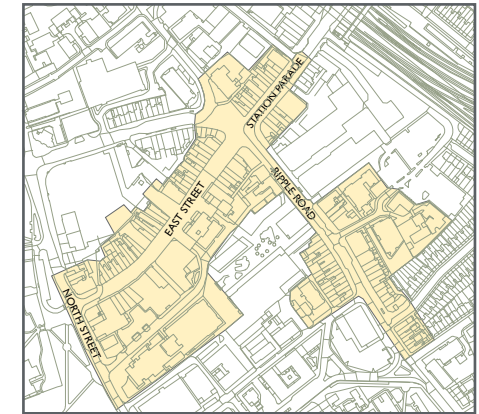 STATION PARADE
RIPPLE ROAD
EAST STREET
NORTH STREET